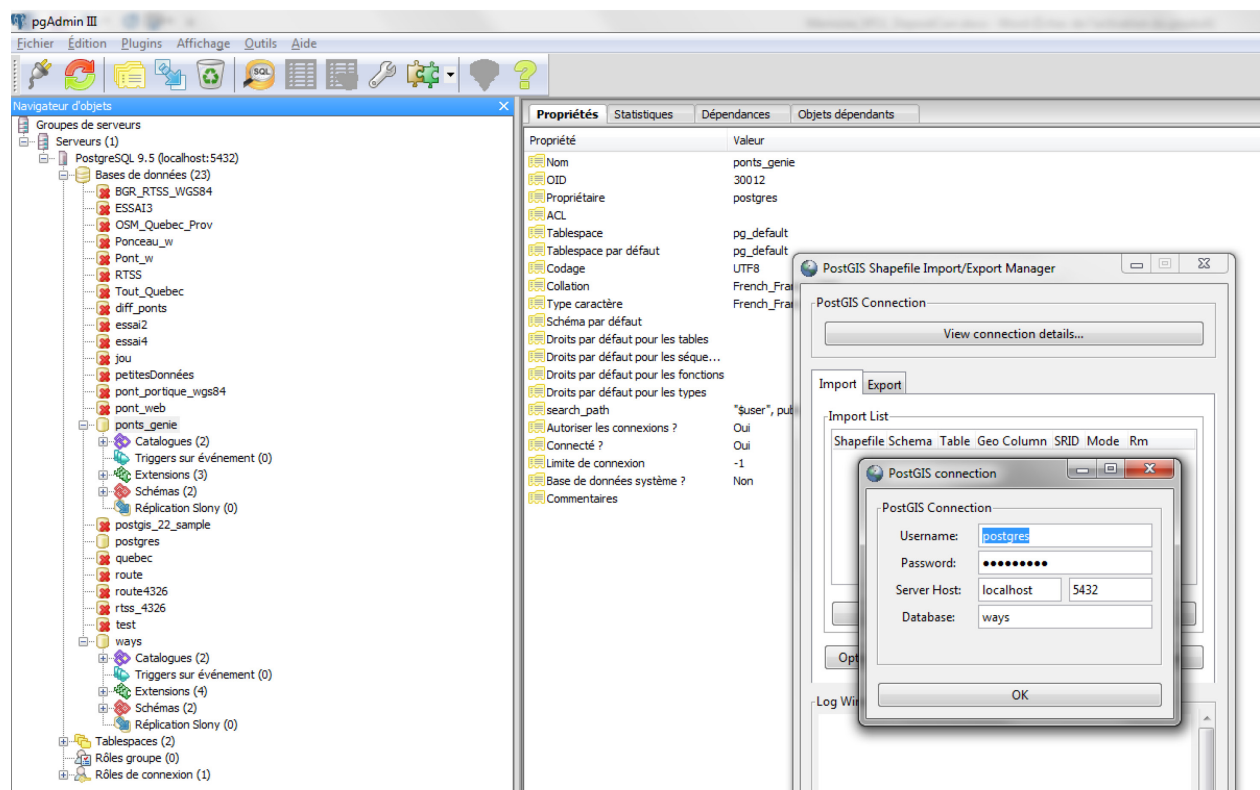 pgAdmin III
Fichier Édition Plugins Affichage Outils Aide
SQL
Navigateur d'objets
Groupes de serveurs
Serveurs (1)
PostgreSQL 9.5 (localhost:5432)
Bases de données (23)
BGR_RTSS_WGS84
ESSAI3
OSM_Quebec_Prov
Ponceau_w
Pont_w
RTSS
Tout_Quebec
diff_ponts
essai2
essai4
jou
petitesDonnées
pont_portique_wgs84
pont_web
ponts_genie
Catalogues (2)
Triggers sur événement (0)
Extensions (3)
Schémas (2)
Réplication Slony (0)
postgis_22_sample
postgres
quebec
route
route4326
rtss_4326
test
ways
Catalogues (2)
Triggers sur événement (0)
Extensions (4)
Schémas (2)
Réplication Slony (0)
Tablespaces (2)
Rôles groupe (0)
Rôles de connexion (1)
Propriétés Statistiques Dépendances Objets dépendants
Propriété Valeur
Nom ponts_genie
OID 30012
Propriétaire postgres
ACL
Tablespace pg_default
Tablespace par défaut pg_default
Codage UTF8
Collation French_Fra
Type caractère French_Fra
Schéma par défaut
Droits par défaut pour les tables
Droits par défaut pour les séque...
Droits par défaut pour les fonctions
Droits par défaut pour les types
search_path "$user", pub
Autoriser les connexions ? Oui
Connecté ? Oui
Limite de connexion -1
Base de données système ? Non
Commentaires
PostGIS Shapefile Import/Export Manager
PostGIS Connection
View connection details...
Import Export
Import List
Shapefile Schema Table Geo Column SRID Mode Rm
PostGIS connection
PostGIS Connection
Username: postgres
Password: •••••••••
Server Host: localhost 5432
Database: ways
OK
Opt
Log Win